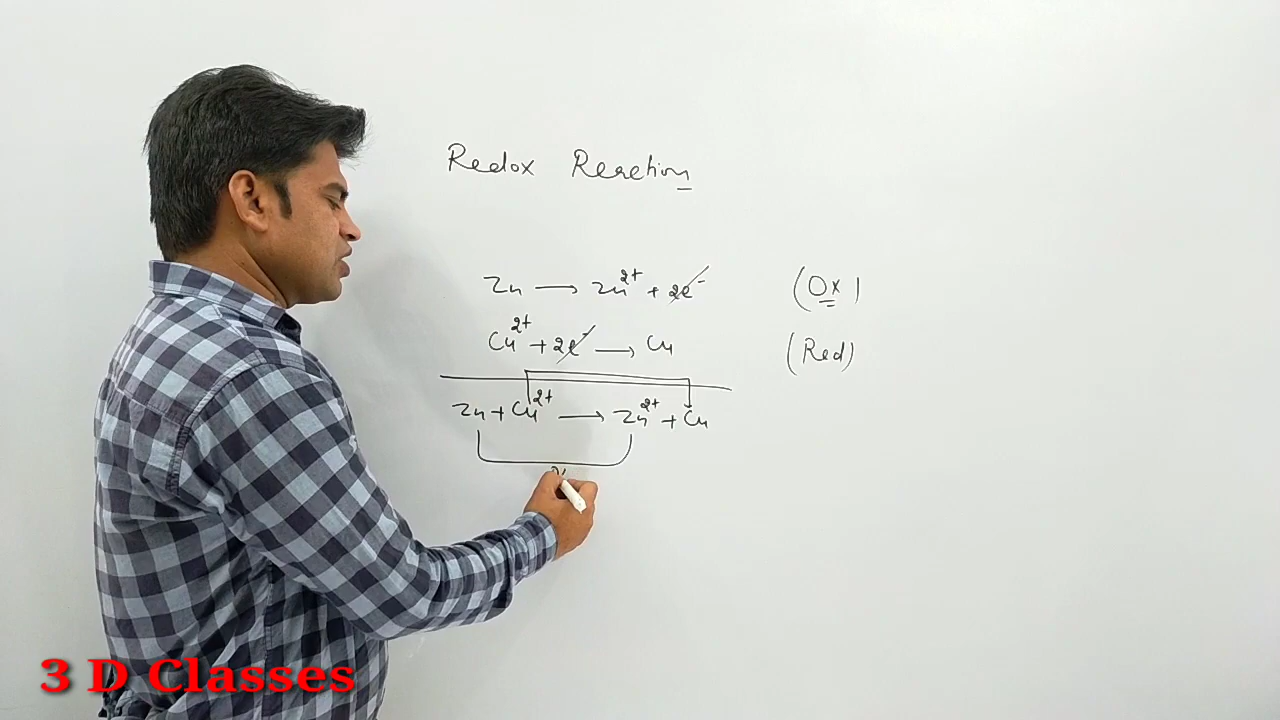 Redox Reaction
Zn → Zn²⁺ + 2e⁻ (Ox)
Cu²⁺ + 2e⁻ → Cu (Red)
Zn + Cu²⁺ → Zn²⁺ + Cu
3 D Classes